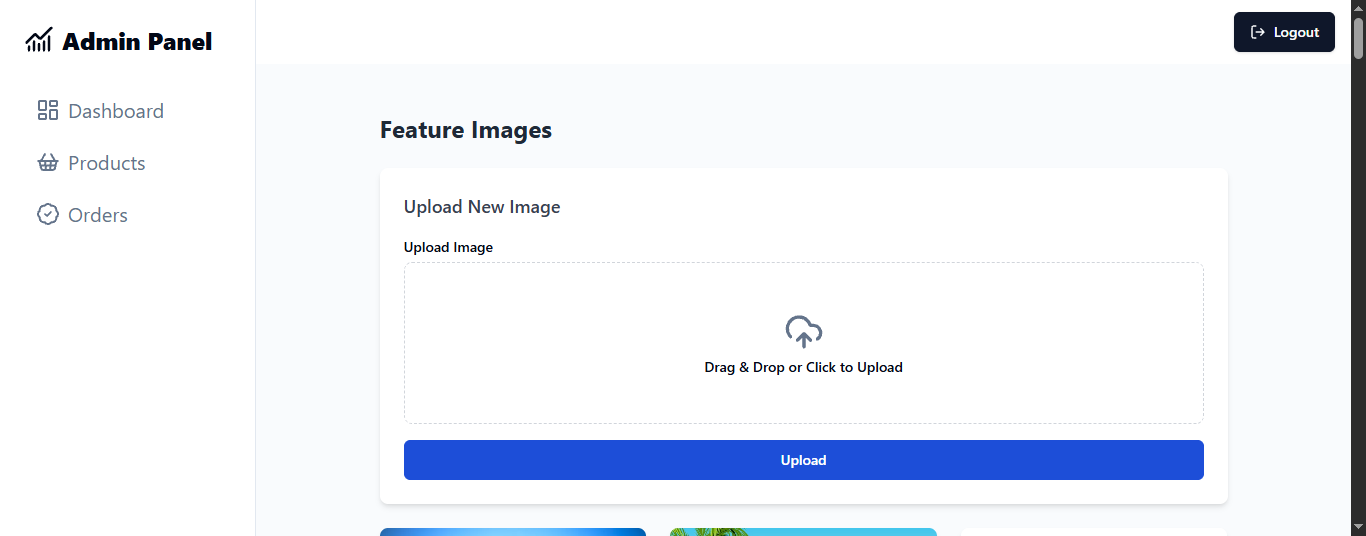 Admin Panel
Logout
Dashboard
Products
Orders
Feature Images
Upload New Image
Upload Image
Drag & Drop or Click to Upload
Upload